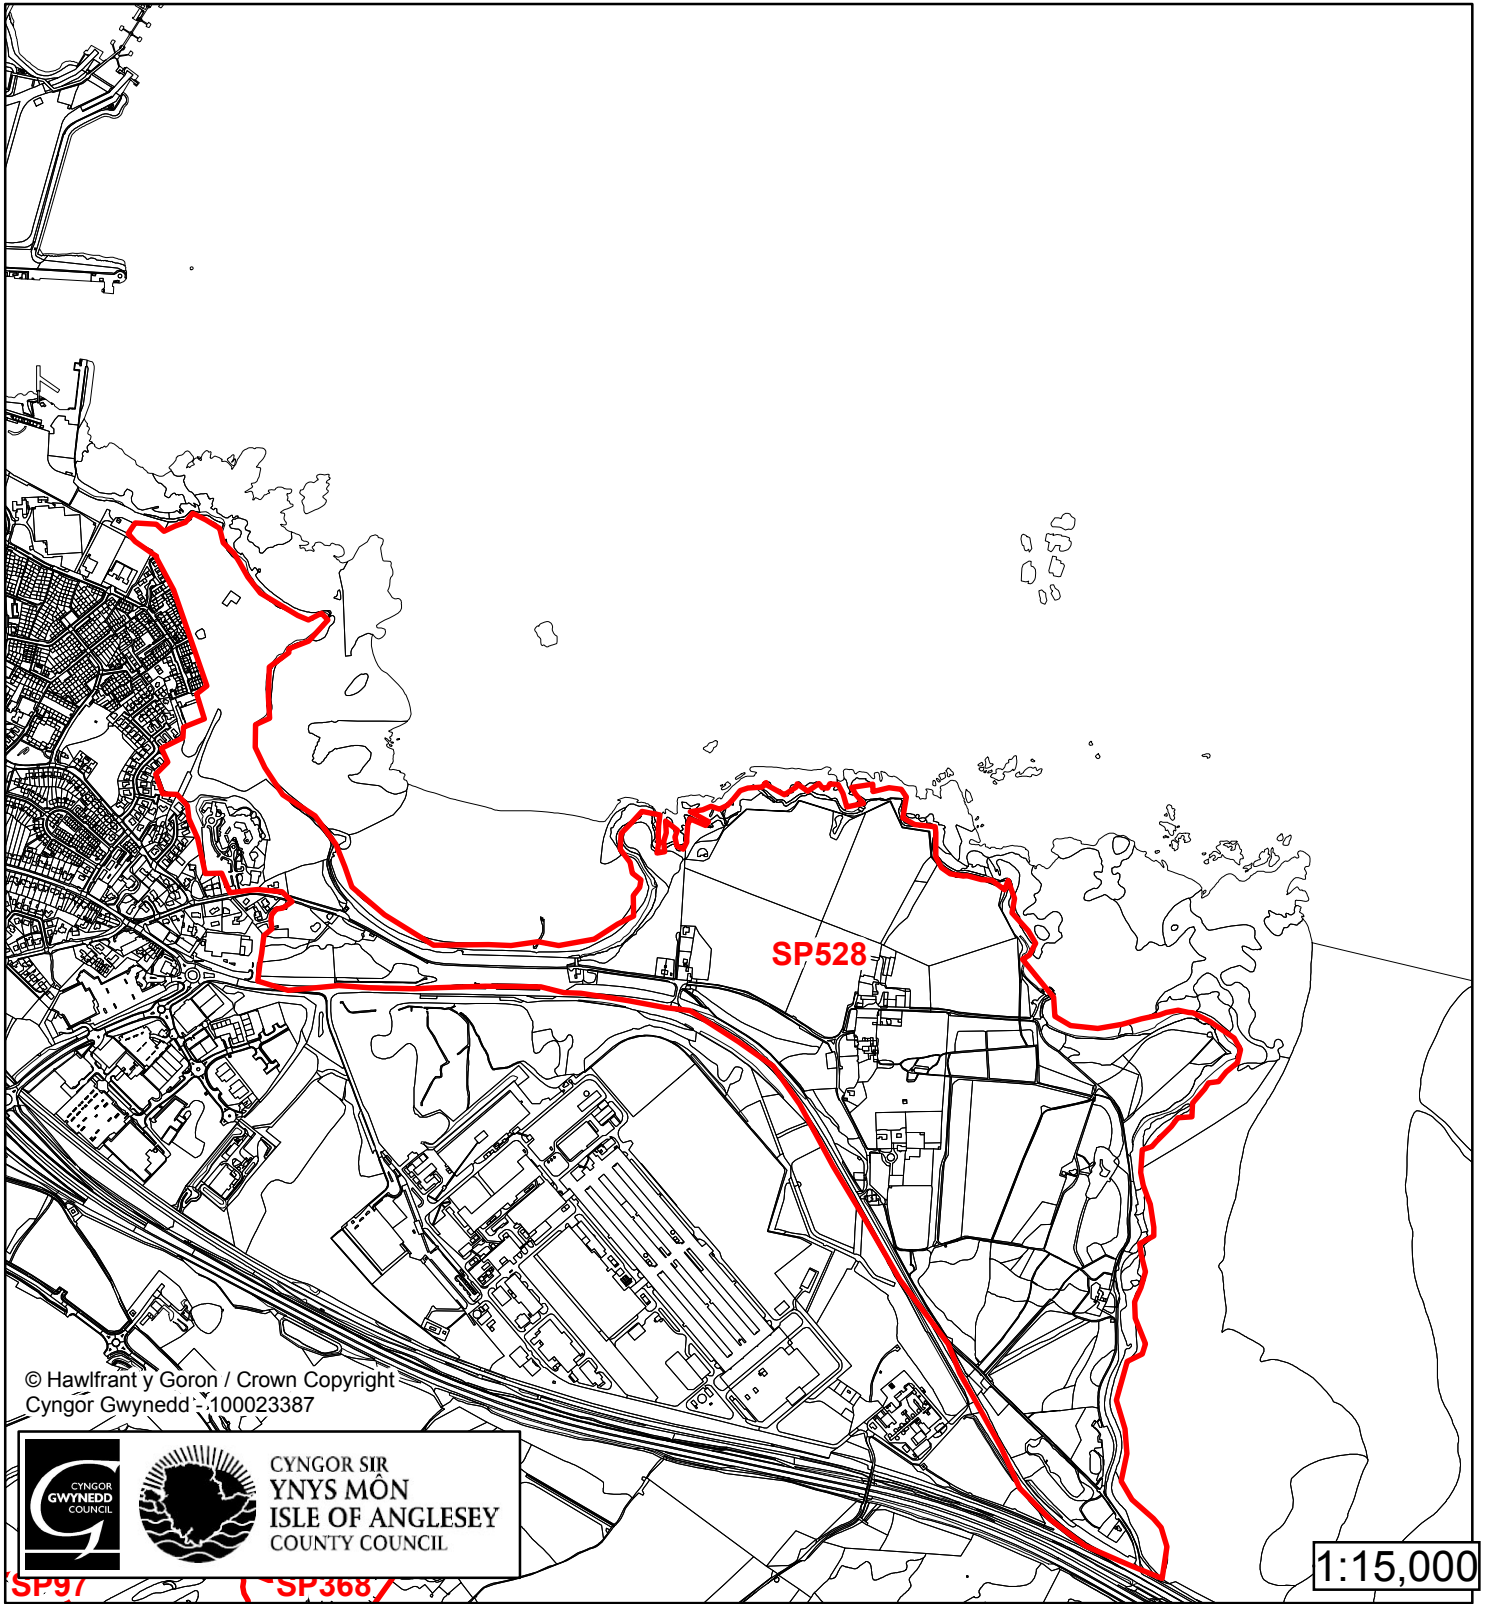 SP528
© Hawlfrant y Goron / Crown Copyright
Cyngor Gwynedd - 100023387
CYNGOR
GWYNEDD
COUNCIL
CYNGOR SIR
YNYS MÔN
ISLE OF ANGLESEY
COUNTY COUNCIL
SP97
SP368
1:15,000